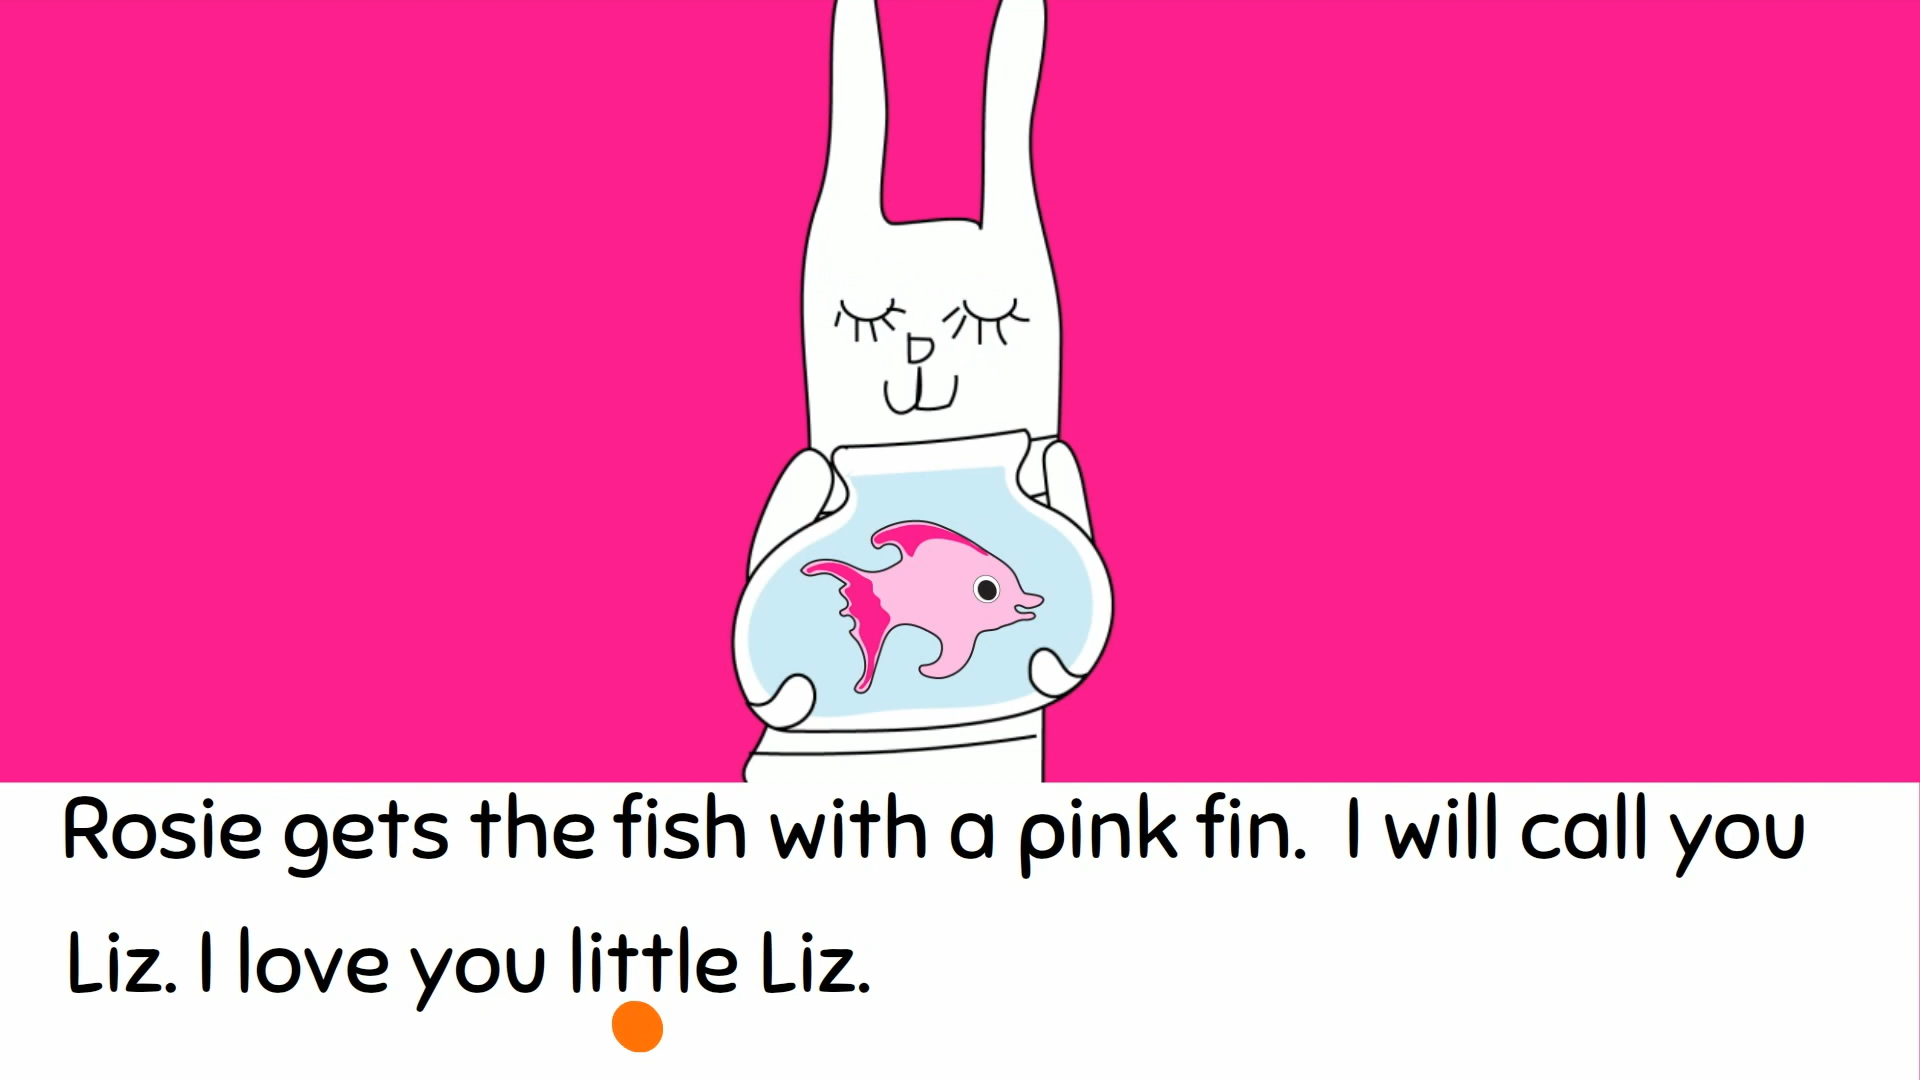 Rosie gets the fish with a pink fin.  I will call you
Liz. I love you little Liz.